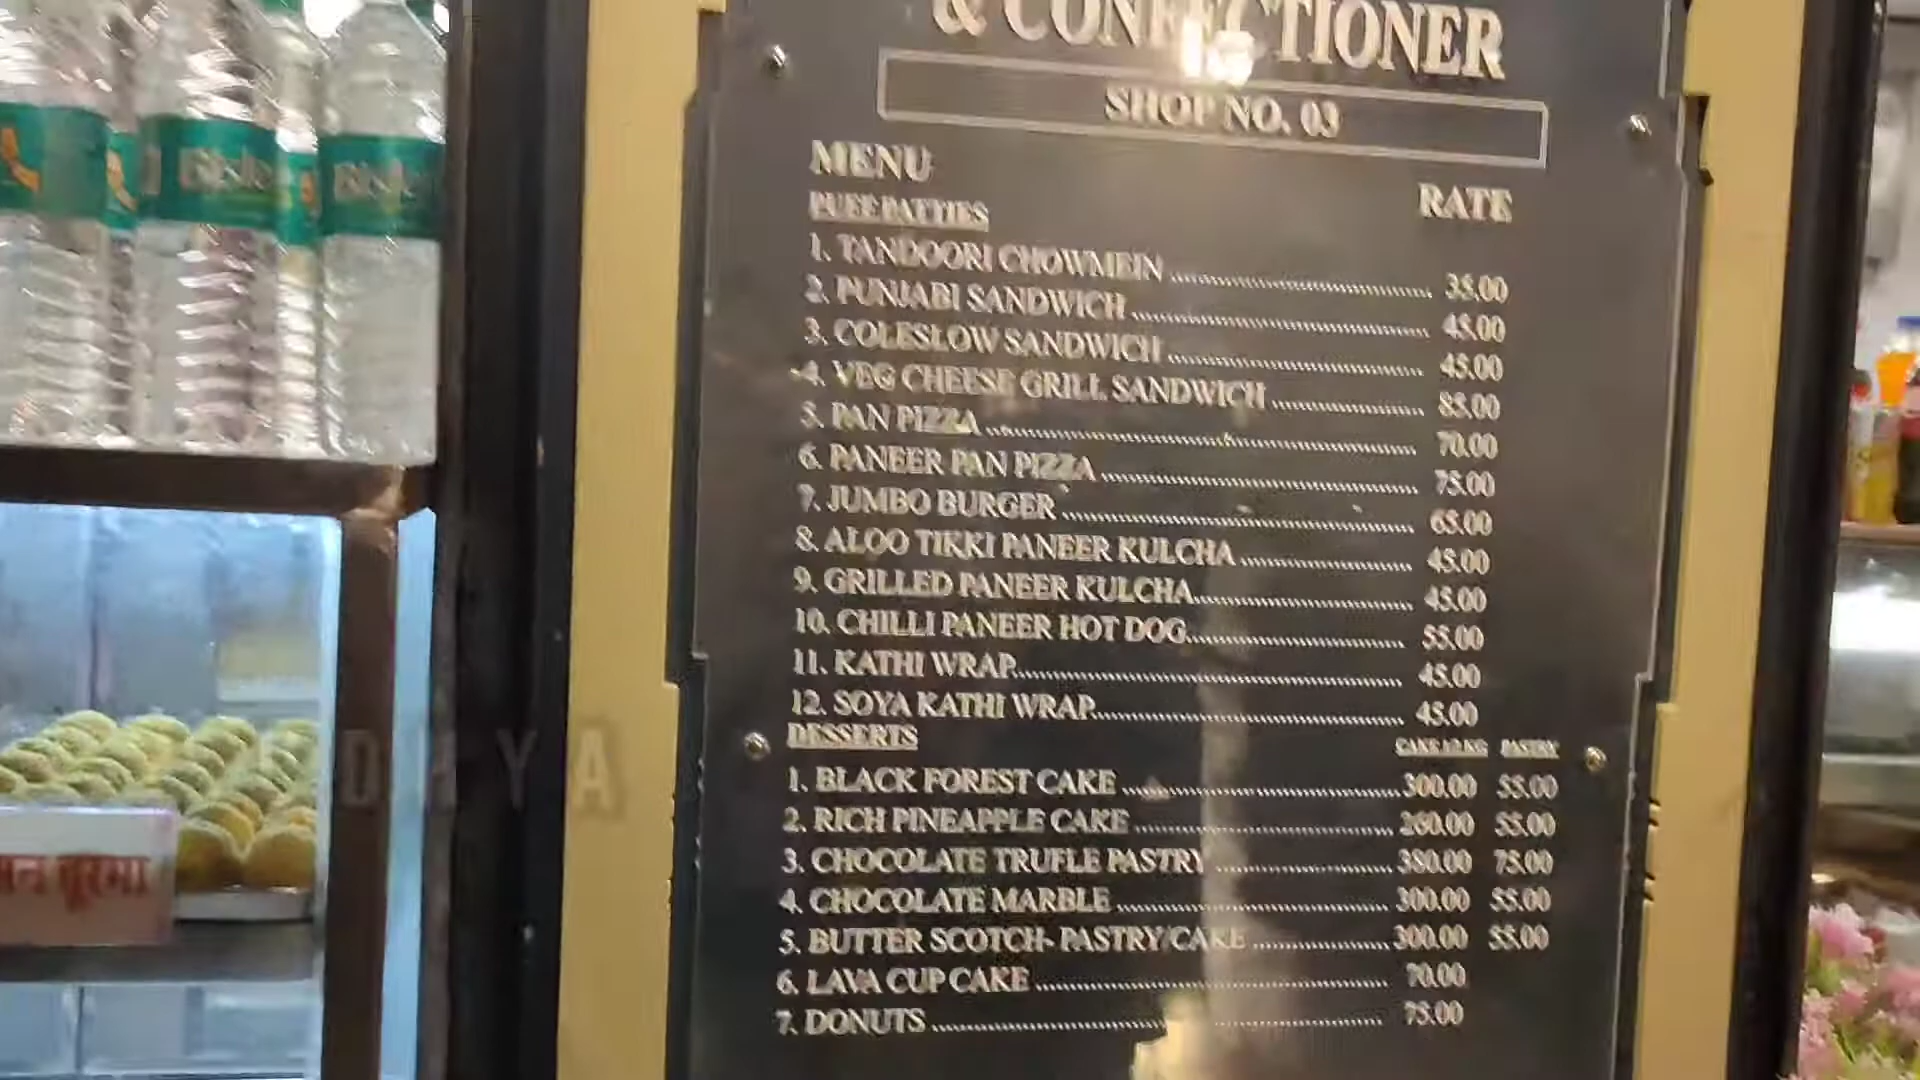 & CONFECTIONER
SHOP NO. 03
MENU
RATE
PUFF PATTIES
1. TANDOORI CHOWMEIN 35.00
2. PUNJABI SANDWICH 45.00
3. COLESLOW SANDWICH 45.00
4. VEG CHEESE GRILL SANDWICH 85.00
5. PAN PIZZA 70.00
6. PANEER PAN PIZZA 75.00
7. JUMBO BURGER 65.00
8. ALOO TIKKI PANEER KULCHA 45.00
9. GRILLED PANEER KULCHA 45.00
10. CHILLI PANEER HOT DOG 55.00
11. KATHI WRAP 45.00
12. SOYA KATHI WRAP 45.00
DESSERTS PASTRY
1. BLACK FOREST CAKE 300.00 55.00
2. RICH PINEAPPLE CAKE 260.00 55.00
3. CHOCOLATE TRUFLE PASTRY 75.00
4. CHOCOLATE MARBLE 300.00 55.00
5. BUTTER SCOTCH- PASTRY/CAKE 300.00 55.00
6. LAVA CUP CAKE 70.00
7. DONUTS 75.00